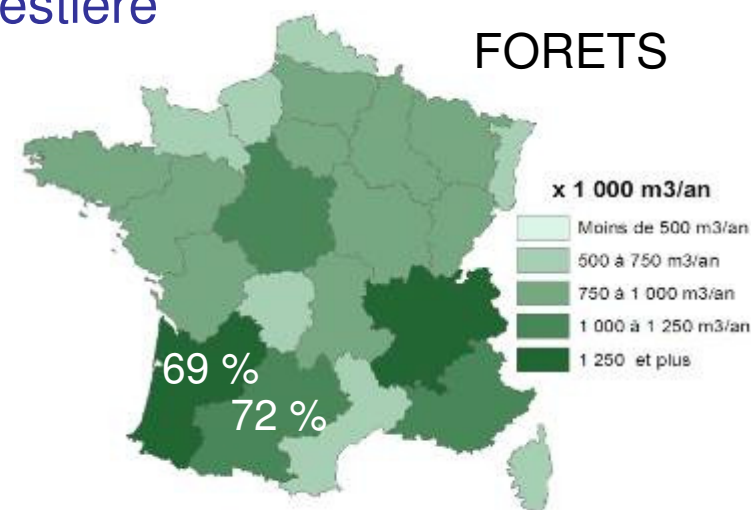 estière
FORETS
x 1 000 m3/an
Moins de 500 m3/an
500 à 750 m3/an
750 à 1 000 m3/an
1 000 à 1 250 m3/an
1 250 et plus
69 %
72 %